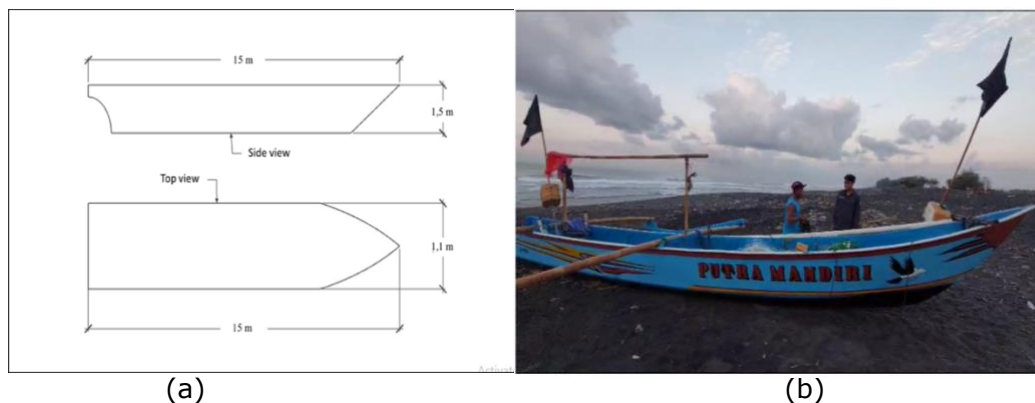 15 m
1,5 m
Side view
Top view
1,1 m
15 m
PUTRA MANDIRI
(a)
(b)